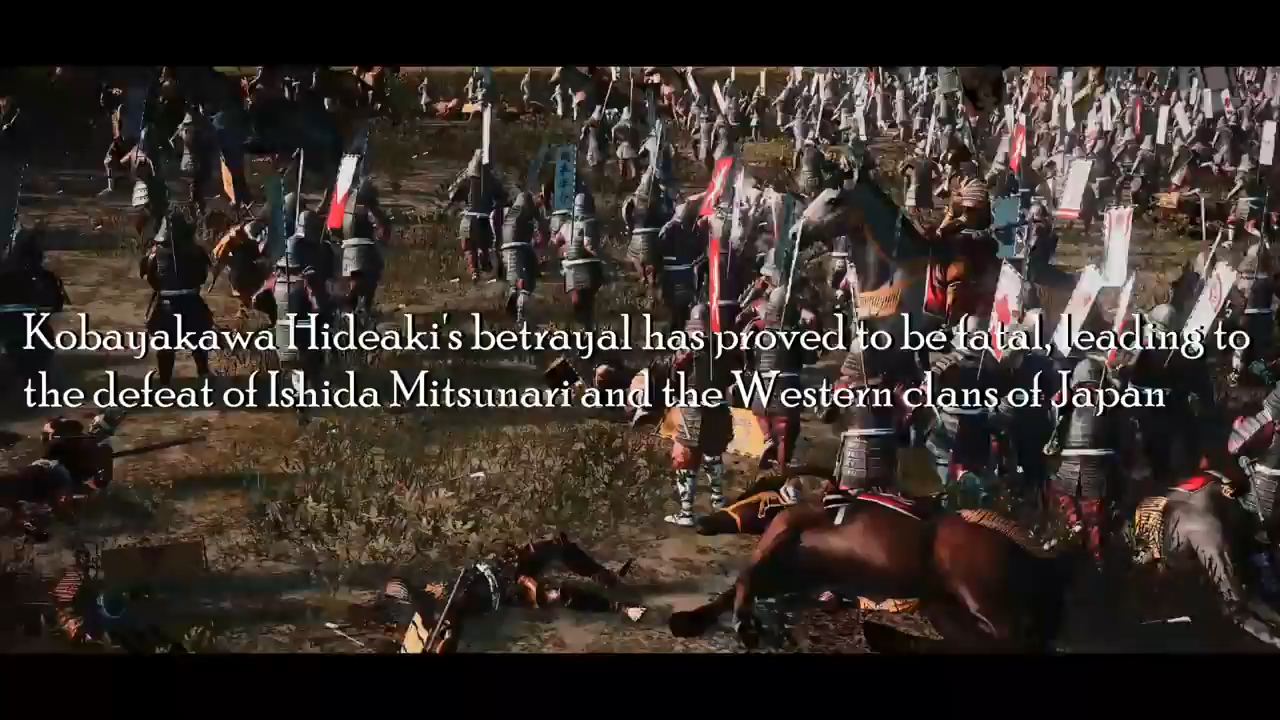 Kobayakawa Hideaki's betrayal has proved to be fatal, leading to
the defeat of Ishida Mitsunari and the Western clans of Japan